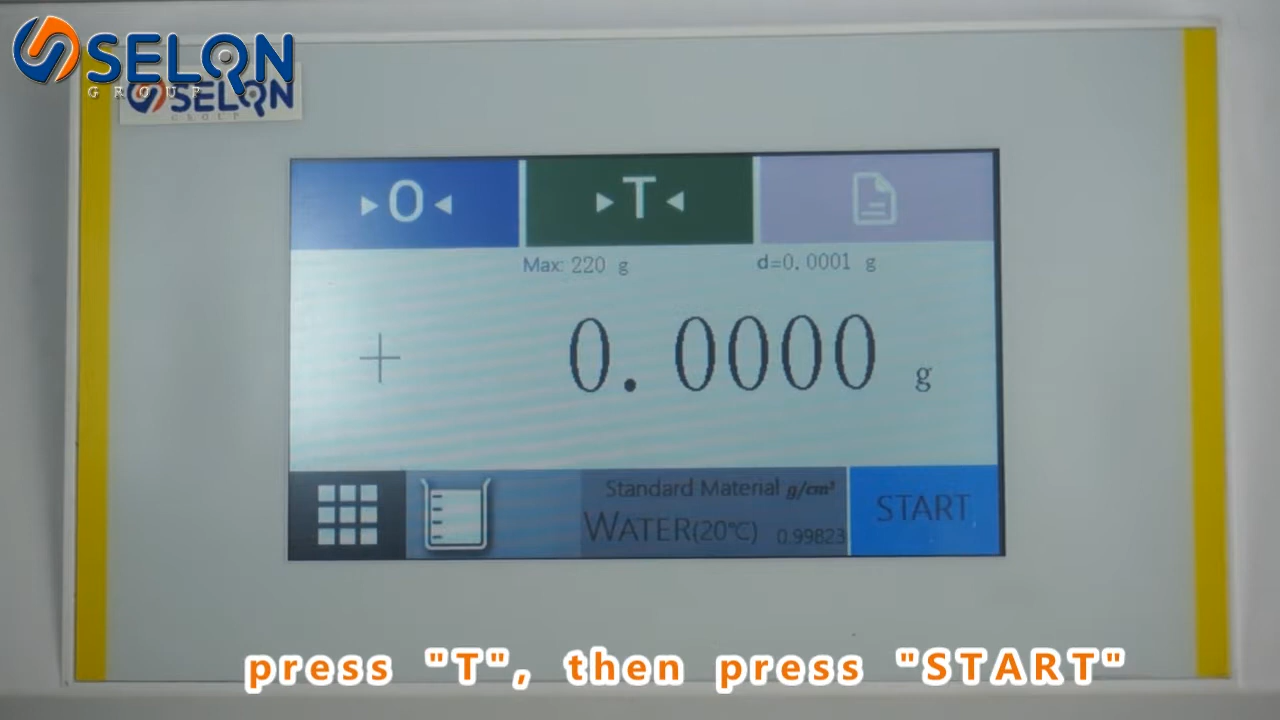 SELON
GROUP
SELON
GROUP
0
T
Max: 220 g
d=0.0001 g
+ 0.0000 g
Standard Material g/cm³
WATER(20℃) 0.99823
START
press "T", then press "START"